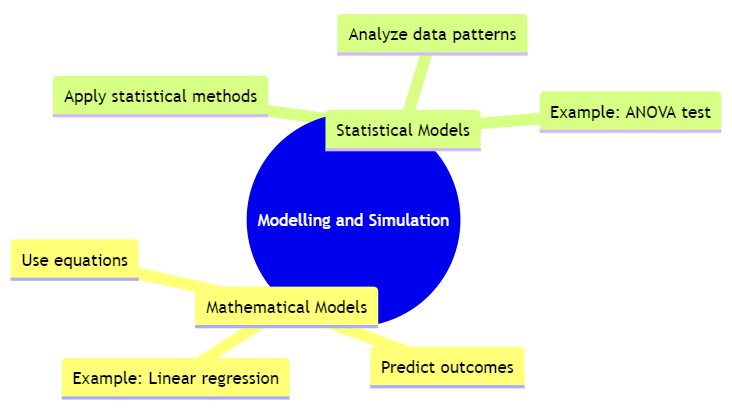 Analyze data patterns
Apply statistical methods
Example: ANOVA test
Statistical Models
Modelling and Simulation
Use equations
Mathematical Models
Predict outcomes
Example: Linear regression